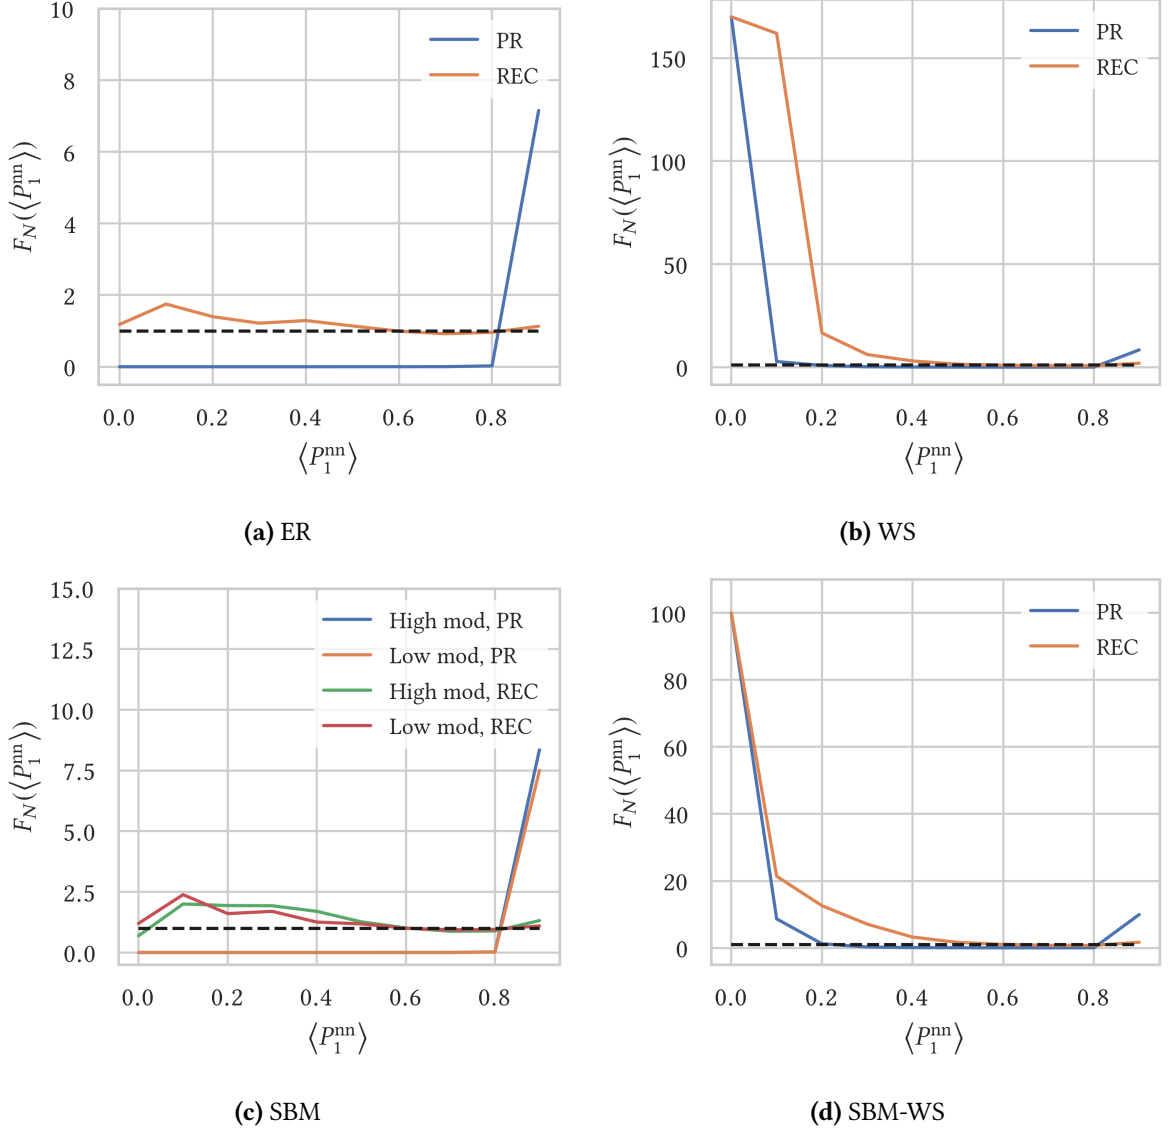 10
8
6
4
2
0
F_N(⟨P_1^nn⟩)
PR
REC
0.0 0.2 0.4 0.6 0.8
⟨P_1^nn⟩
(a) ER
150
100
50
0
F_N(⟨P_1^nn⟩)
PR
REC
0.0 0.2 0.4 0.6 0.8
⟨P_1^nn⟩
(b) WS
15.0
12.5
10.0
7.5
5.0
2.5
0.0
F_N(⟨P_1^nn⟩)
High mod, PR
Low mod, PR
High mod, REC
Low mod, REC
0.0 0.2 0.4 0.6 0.8
⟨P_1^nn⟩
(c) SBM
100
80
60
40
20
0
F_N(⟨P_1^nn⟩)
PR
REC
0.0 0.2 0.4 0.6 0.8
⟨P_1^nn⟩
(d) SBM-WS